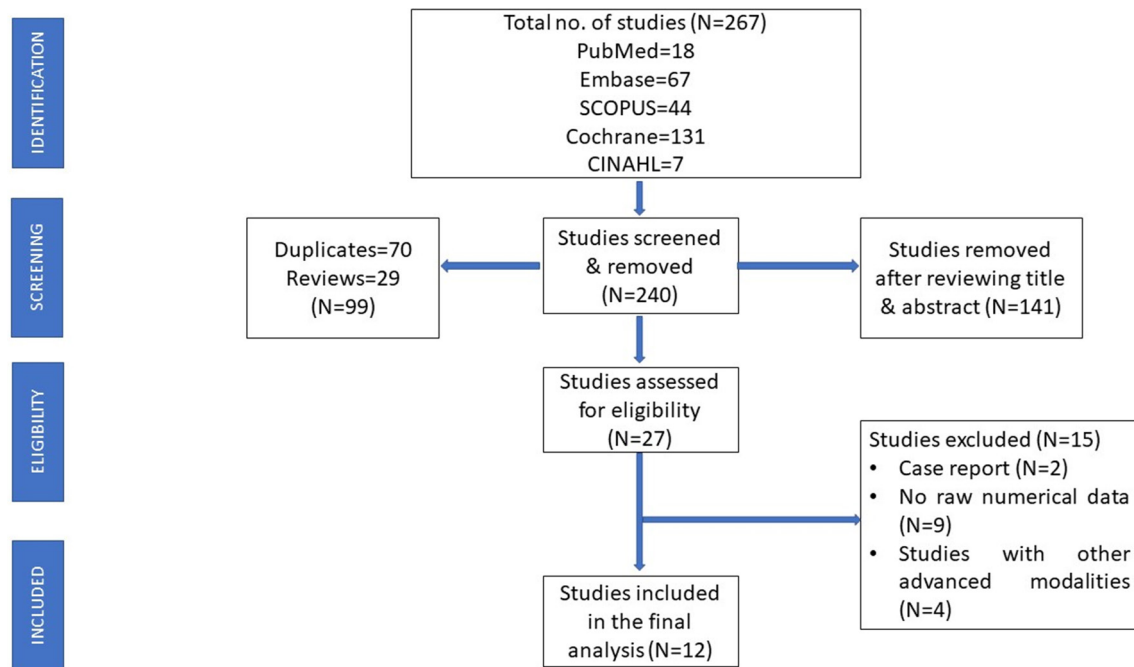 IDENTIFICATION
Total no. of studies (N=267)
PubMed=18
Embase=67
SCOPUS=44
Cochrane=131
CINAHL=7
SCREENING
Duplicates=70
Reviews=29
(N=99)
Studies screened
& removed
(N=240)
Studies removed
after reviewing title
& abstract (N=141)
ELIGIBILITY
Studies assessed
for eligibility
(N=27)
Studies excluded (N=15)
• Case report (N=2)
• No raw numerical data
(N=9)
• Studies with other
advanced modalities
(N=4)
INCLUDED
Studies included
in the final
analysis (N=12)